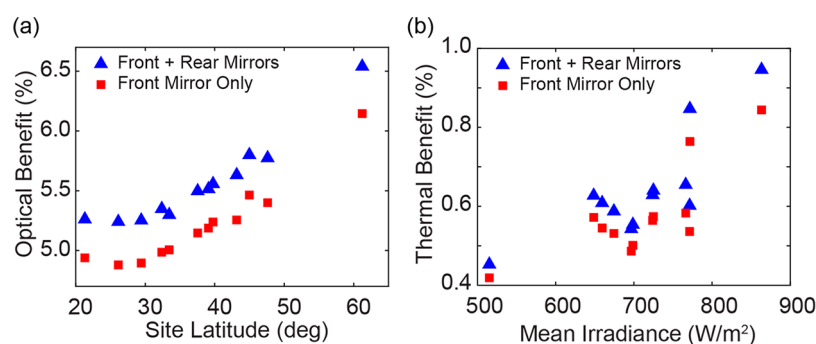 (a)
Front + Rear Mirrors
Front Mirror Only
Optical Benefit (%)
6.5
6.0
5.5
5.0
20 30 40 50 60
Site Latitude (deg)
(b)
Front + Rear Mirrors
Front Mirror Only
Thermal Benefit (%)
1.0
0.8
0.6
0.4
500 600 700 800 900
Mean Irradiance (W/m²)